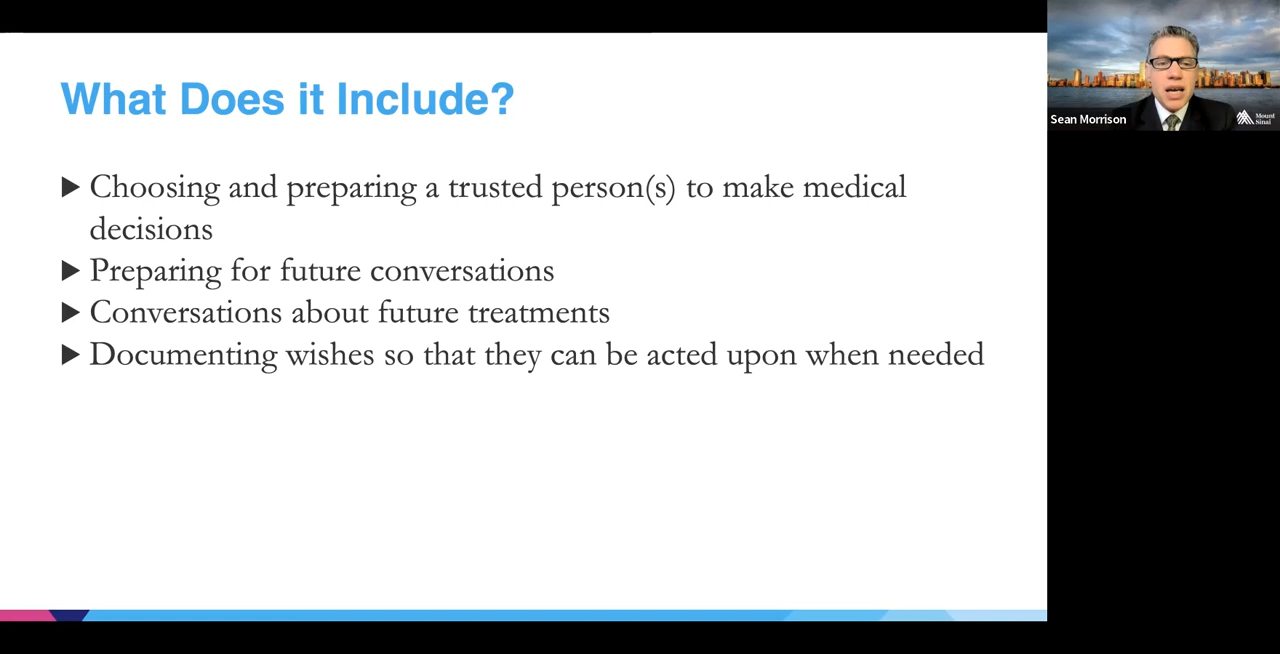 What Does it Include?
Choosing and preparing a trusted person(s) to make medical
decisions
Preparing for future conversations
Conversations about future treatments
Documenting wishes so that they can be acted upon when needed
Sean Morrison
Mount
Sinai